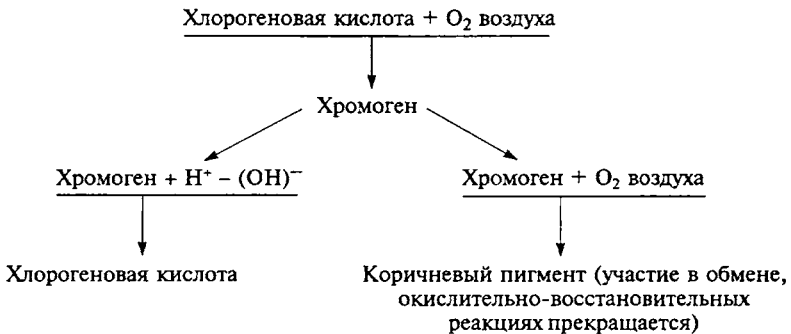 Хлорогеновая кислота + O₂ воздуха
Хромоген
Хромоген + H⁺ – (OH)⁻
Хромоген + O₂ воздуха
Хлорогеновая кислота
Коричневый пигмент (участие в обмене,
окислительно-восстановительных
реакциях прекращается)